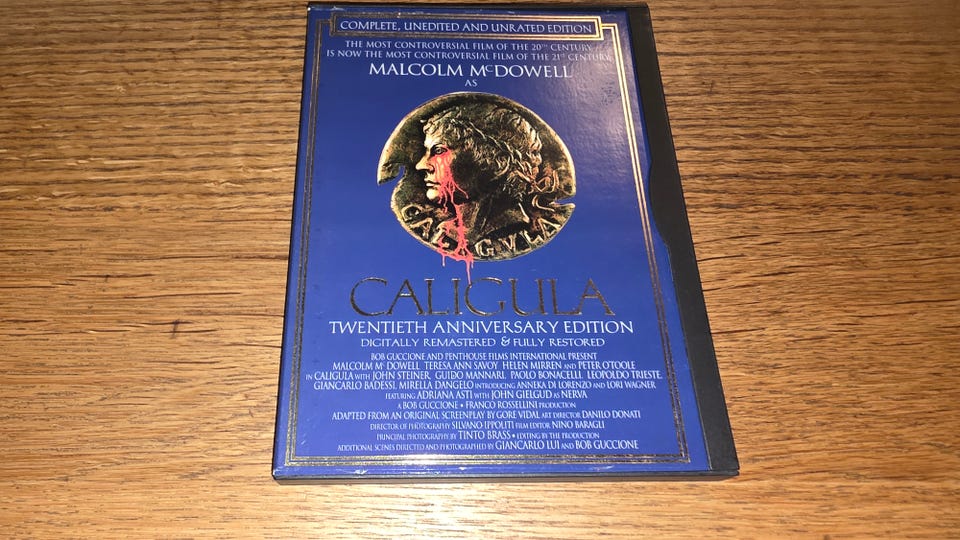 COMPLETE, UNEDITED AND UNRATED EDITION
THE MOST CONTROVERSIAL FILM OF THE 20TH CENTURY
IS NOW THE MOST CONTROVERSIAL FILM OF THE 21ST CENTURY
MALCOLM McDOWELL
AS
CALIGVLA
CALIGULA
TWENTIETH ANNIVERSARY EDITION
DIGITALLY REMASTERED & FULLY RESTORED
BOB GUCCIONE AND PENTHOUSE FILMS INTERNATIONAL PRESENT
MALCOLM Mc DOWELL TERESA ANN SAVOY HELEN MIRREN AND PETER O'TOOLE
IN CALIGULA WITH JOHN STEINER, GUIDO MANNARI, PAOLO BONACELLI, LEOPOLDO TRIESTE,
GIANCARLO BADESSI, MIRELLA DANGELO INTRODUCING ANNEKA DI LORENZO AND LORI WAGNER
FEATURING ADRIANA ASTI WITH JOHN GIELGUD AS NERVA
A BOB GUCCIONE • FRANCO ROSSELLINI PRODUCTION
ADAPTED FROM AN ORIGINAL SCREENPLAY BY GORE VIDAL ART DIRECTOR DANILO DONATI
DIRECTOR OF PHOTOGRAPHY SILVANO IPPOLITI FILM EDITOR NINO BARAGLI
PRINCIPAL PHOTOGRAPHY BY TINTO BRASS • EDITING BY THE PRODUCTION
ADDITIONAL SCENES DIRECTED AND PHOTOGRAPHED BY GIANCARLO LUI AND BOB GUCCIONE